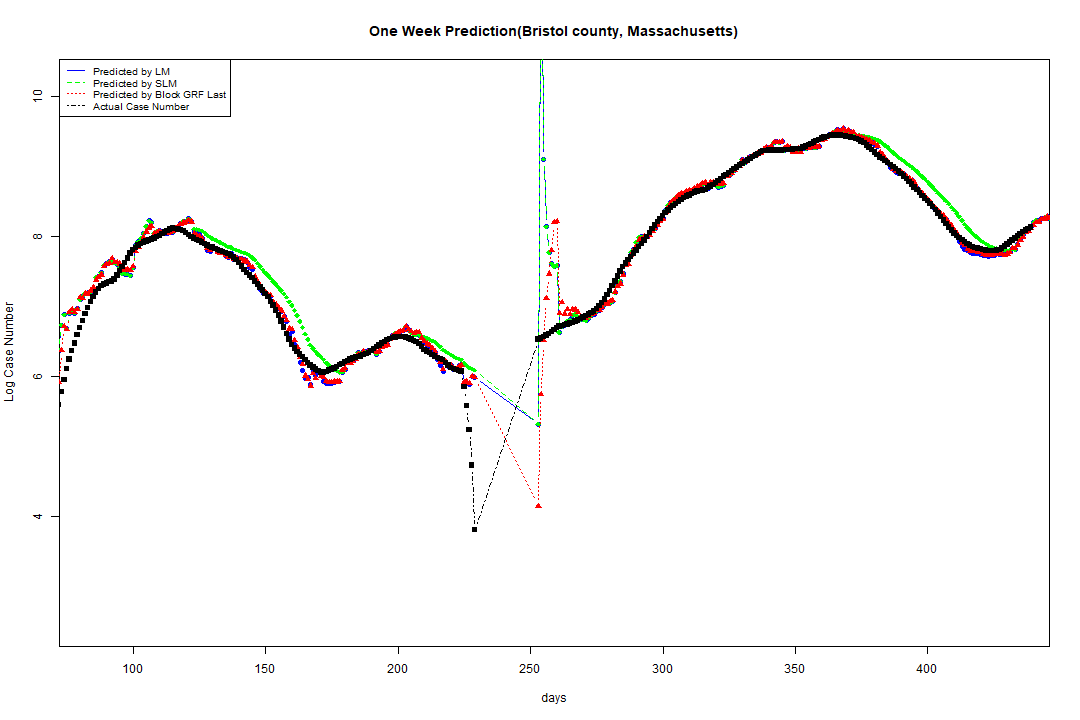 One Week Prediction(Bristol county, Massachusetts)
Predicted by LM
Predicted by SLM
Predicted by Block GRF Last
Actual Case Number
Log Case Number
10
8
6
4
100 150 200 250 300 350 400
days